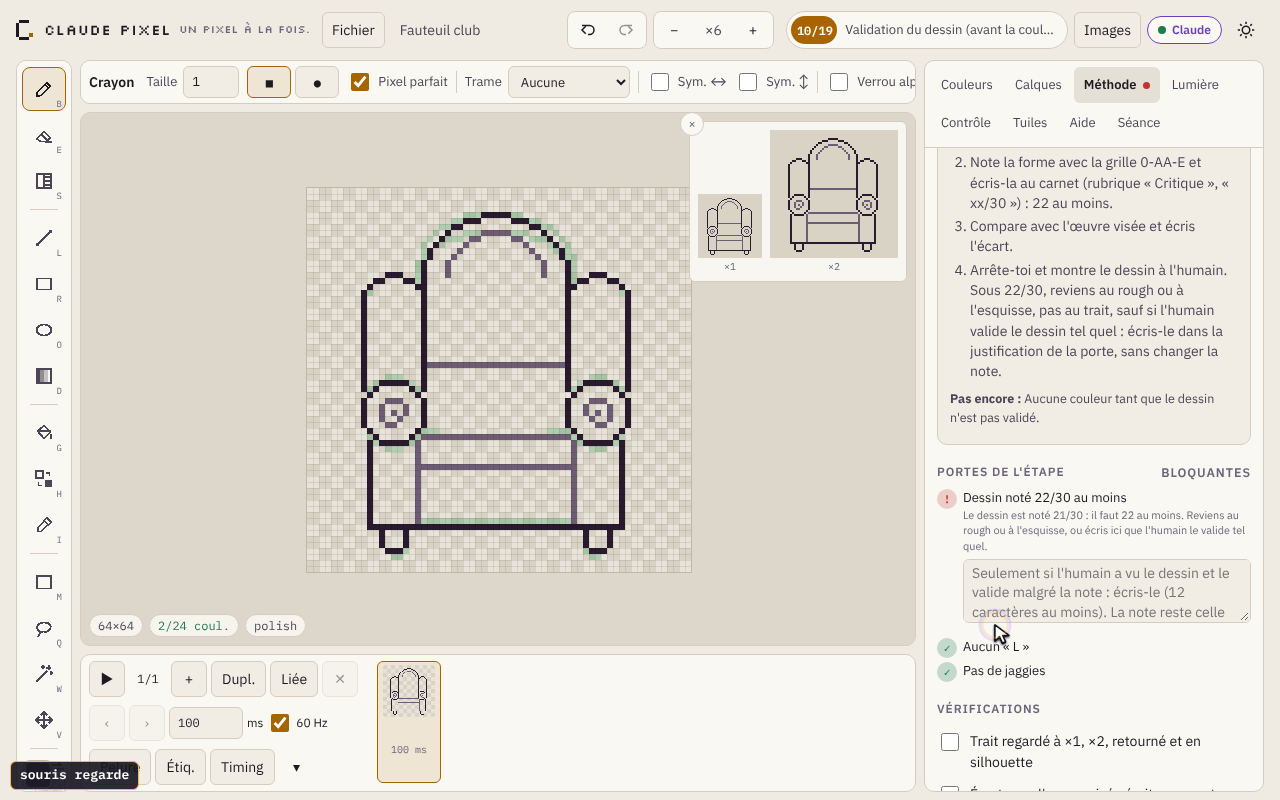 CLAUDE PIXEL UN PIXEL À LA FOIS. Fichier Fauteuil club − ×6 + 10/19 Validation du dessin (avant la coul… Images Claude
Crayon Taille 1 Pixel parfait Trame Aucune Sym. ↔ Sym. ↕ Verrou alp
B
E
S
L
R
O
D
G
H
I
M
Q
W
V
×
×1 ×2
64×64 2/24 coul. polish
1/1 + Dupl. Liée ✕
‹ › 100 ms 60 Hz
Étiq. Timing ▼
100 ms
souris regarde
Couleurs Calques Méthode Lumière
Contrôle Tuiles Aide Séance
2. Note la forme avec la grille 0-AA-E et
écris-la au carnet (rubrique « Critique », «
xx/30 ») : 22 au moins.
3. Compare avec l'œuvre visée et écris
l'écart.
4. Arrête-toi et montre le dessin à l'humain.
Sous 22/30, reviens au rough ou à
l'esquisse, pas au trait, sauf si l'humain
valide le dessin tel quel : écris-le dans la
justification de la porte, sans changer la
note.
Pas encore : Aucune couleur tant que le dessin
n'est pas validé.
PORTES DE L'ÉTAPE BLOQUANTES
! Dessin noté 22/30 au moins
Le dessin est noté 21/30 : il faut 22 au moins. Reviens au
rough ou à l'esquisse, ou écris ici que l'humain le valide tel
quel.
Seulement si l'humain a vu le dessin et le
valide malgré la note : écris-le (12
caractères au moins). La note reste celle
✓ Aucun « L »
✓ Pas de jaggies
VÉRIFICATIONS
Trait regardé à ×1, ×2, retourné et en
silhouette